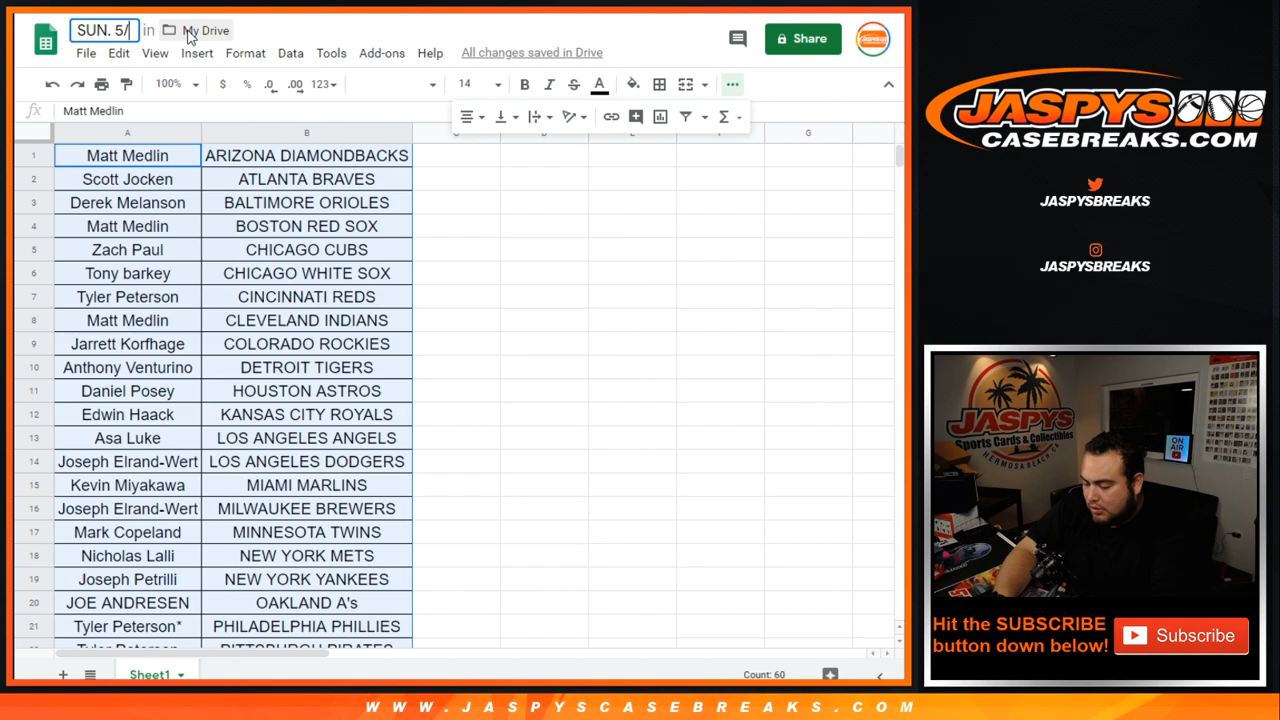 SUN. 5/ in My Drive
File Edit View Insert Format Data Tools Add-ons Help All changes saved in Drive
Share
100% $ % .0 .00 123 14 B I S A
fx Matt Medlin
A B G
1 Matt Medlin ARIZONA DIAMONDBACKS
2 Scott Jocken ATLANTA BRAVES
3 Derek Melanson BALTIMORE ORIOLES
4 Matt Medlin BOSTON RED SOX
5 Zach Paul CHICAGO CUBS
6 Tony barkey CHICAGO WHITE SOX
7 Tyler Peterson CINCINNATI REDS
8 Matt Medlin CLEVELAND INDIANS
9 Jarrett Korfhage COLORADO ROCKIES
10 Anthony Venturino DETROIT TIGERS
11 Daniel Posey HOUSTON ASTROS
12 Edwin Haack KANSAS CITY ROYALS
13 Asa Luke LOS ANGELES ANGELS
14 Joseph Elrand-Wert LOS ANGELES DODGERS
15 Kevin Miyakawa MIAMI MARLINS
16 Joseph Elrand-Wert MILWAUKEE BREWERS
17 Mark Copeland MINNESOTA TWINS
18 Nicholas Lalli NEW YORK METS
19 Joseph Petrilli NEW YORK YANKEES
20 JOE ANDRESEN OAKLAND A's
21 Tyler Peterson* PHILADELPHIA PHILLIES
Tyler Peterson PITTSBURGH PIRATES
Sheet1 Count: 60
JASPYS
CASEBREAKS.COM
JASPYSBREAKS
JASPYSBREAKS
JASPYS
Sports Cards & Collectibles
HERMOSA BEACH, CA
ON
AIR
Hit the SUBSCRIBE
button down below!
Subscribe
WWW.JASPYSCASEBREAKS.COM